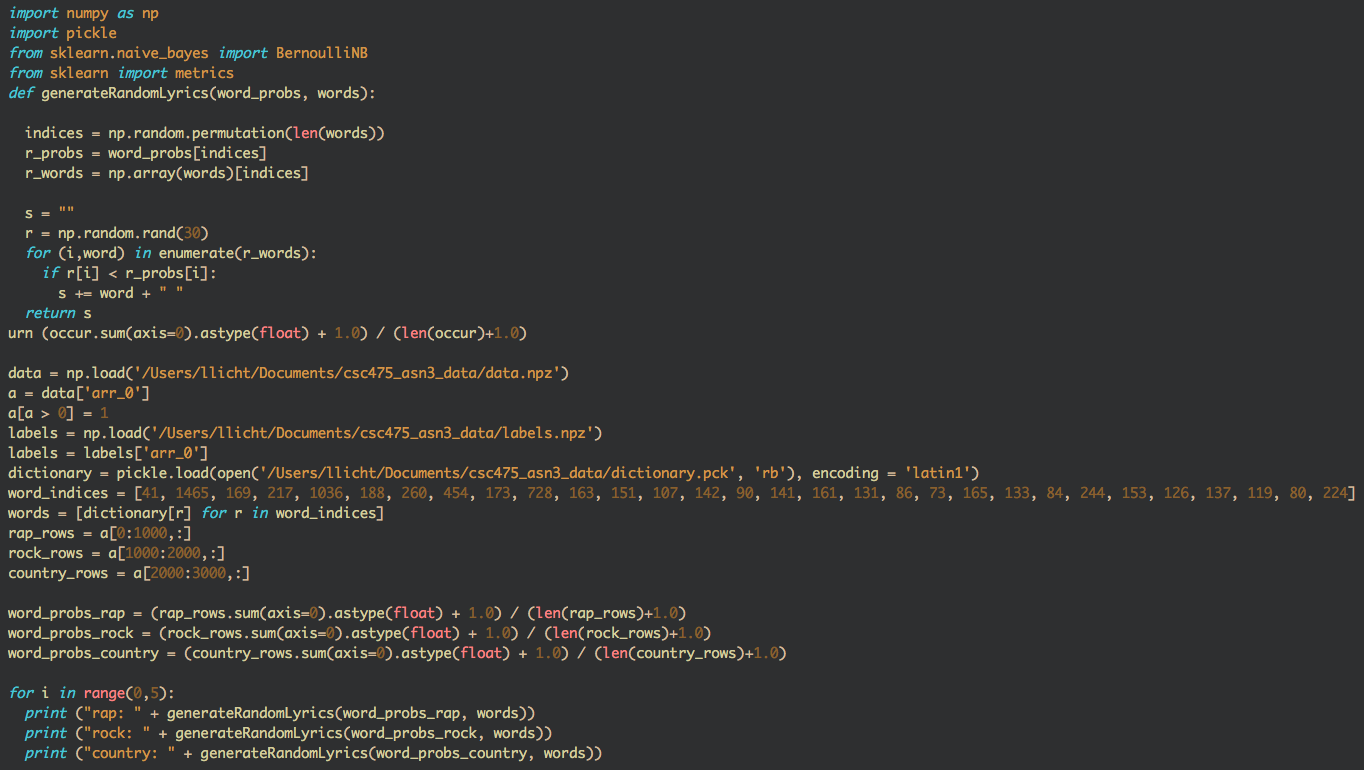 import numpy as np
import pickle
from sklearn.naive_bayes import BernoulliNB
from sklearn import metrics
def generateRandomLyrics(word_probs, words):
  indices = np.random.permutation(len(words))
  r_probs = word_probs[indices]
  r_words = np.array(words)[indices]
  s = ""
  r = np.random.rand(30)
  for (i,word) in enumerate(r_words):
    if r[i] < r_probs[i]:
      s += word + " "
  return s
urn (occur.sum(axis=0).astype(float) + 1.0) / (len(occur)+1.0)
data = np.load('/Users/llicht/Documents/csc475_asn3_data/data.npz')
a = data['arr_0']
a[a > 0] = 1
labels = np.load('/Users/llicht/Documents/csc475_asn3_data/labels.npz')
labels = labels['arr_0']
dictionary = pickle.load(open('/Users/llicht/Documents/csc475_asn3_data/dictionary.pck', 'rb'), encoding = 'latin1')
word_indices = [41, 1465, 169, 217, 1036, 188, 260, 454, 173, 728, 163, 151, 107, 142, 90, 141, 161, 131, 86, 73, 165, 133, 84, 244, 153, 126, 137, 119, 80, 224]
words = [dictionary[r] for r in word_indices]
rap_rows = a[0:1000,:]
rock_rows = a[1000:2000,:]
country_rows = a[2000:3000,:]
word_probs_rap = (rap_rows.sum(axis=0).astype(float) + 1.0) / (len(rap_rows)+1.0)
word_probs_rock = (rock_rows.sum(axis=0).astype(float) + 1.0) / (len(rock_rows)+1.0)
word_probs_country = (country_rows.sum(axis=0).astype(float) + 1.0) / (len(country_rows)+1.0)
for i in range(0,5):
  print ("rap: " + generateRandomLyrics(word_probs_rap, words))
  print ("rock: " + generateRandomLyrics(word_probs_rock, words))
  print ("country: " + generateRandomLyrics(word_probs_country, words))